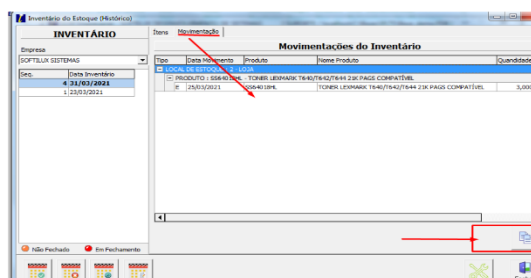 Inventário do Estoque (Histórico)
INVENTÁRIO
Empresa
SOFTILUX SISTEMAS
Seq. Data Inventário
4 31/03/2021
1 23/03/2021
Não Fechado Em Fechamento
Itens Movimentação
Movimentações do Inventário
Tipo Data Movimento Produto Nome Produto Quantidade
LOCAL DE ESTOQUE : 2 - LOJA
PRODUTO : SS6401BHL - TONER LEXMARK T640/T642/T644 21K PAGS COMPATÍVEL
E 25/03/2021 SS6401BHL TONER LEXMARK T640/T642/T644 21K PAGS COMPATÍVEL 3,000